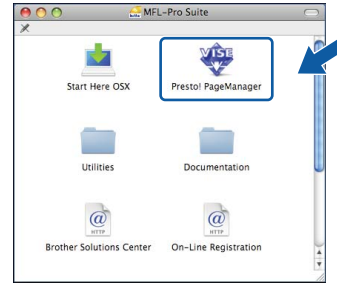 MFL-Pro Suite
VISE
Start Here OSX
Presto! PageManager
Utilities
Documentation
@
HTTP
@
HTTP
Brother Solutions Center
On-Line Registration